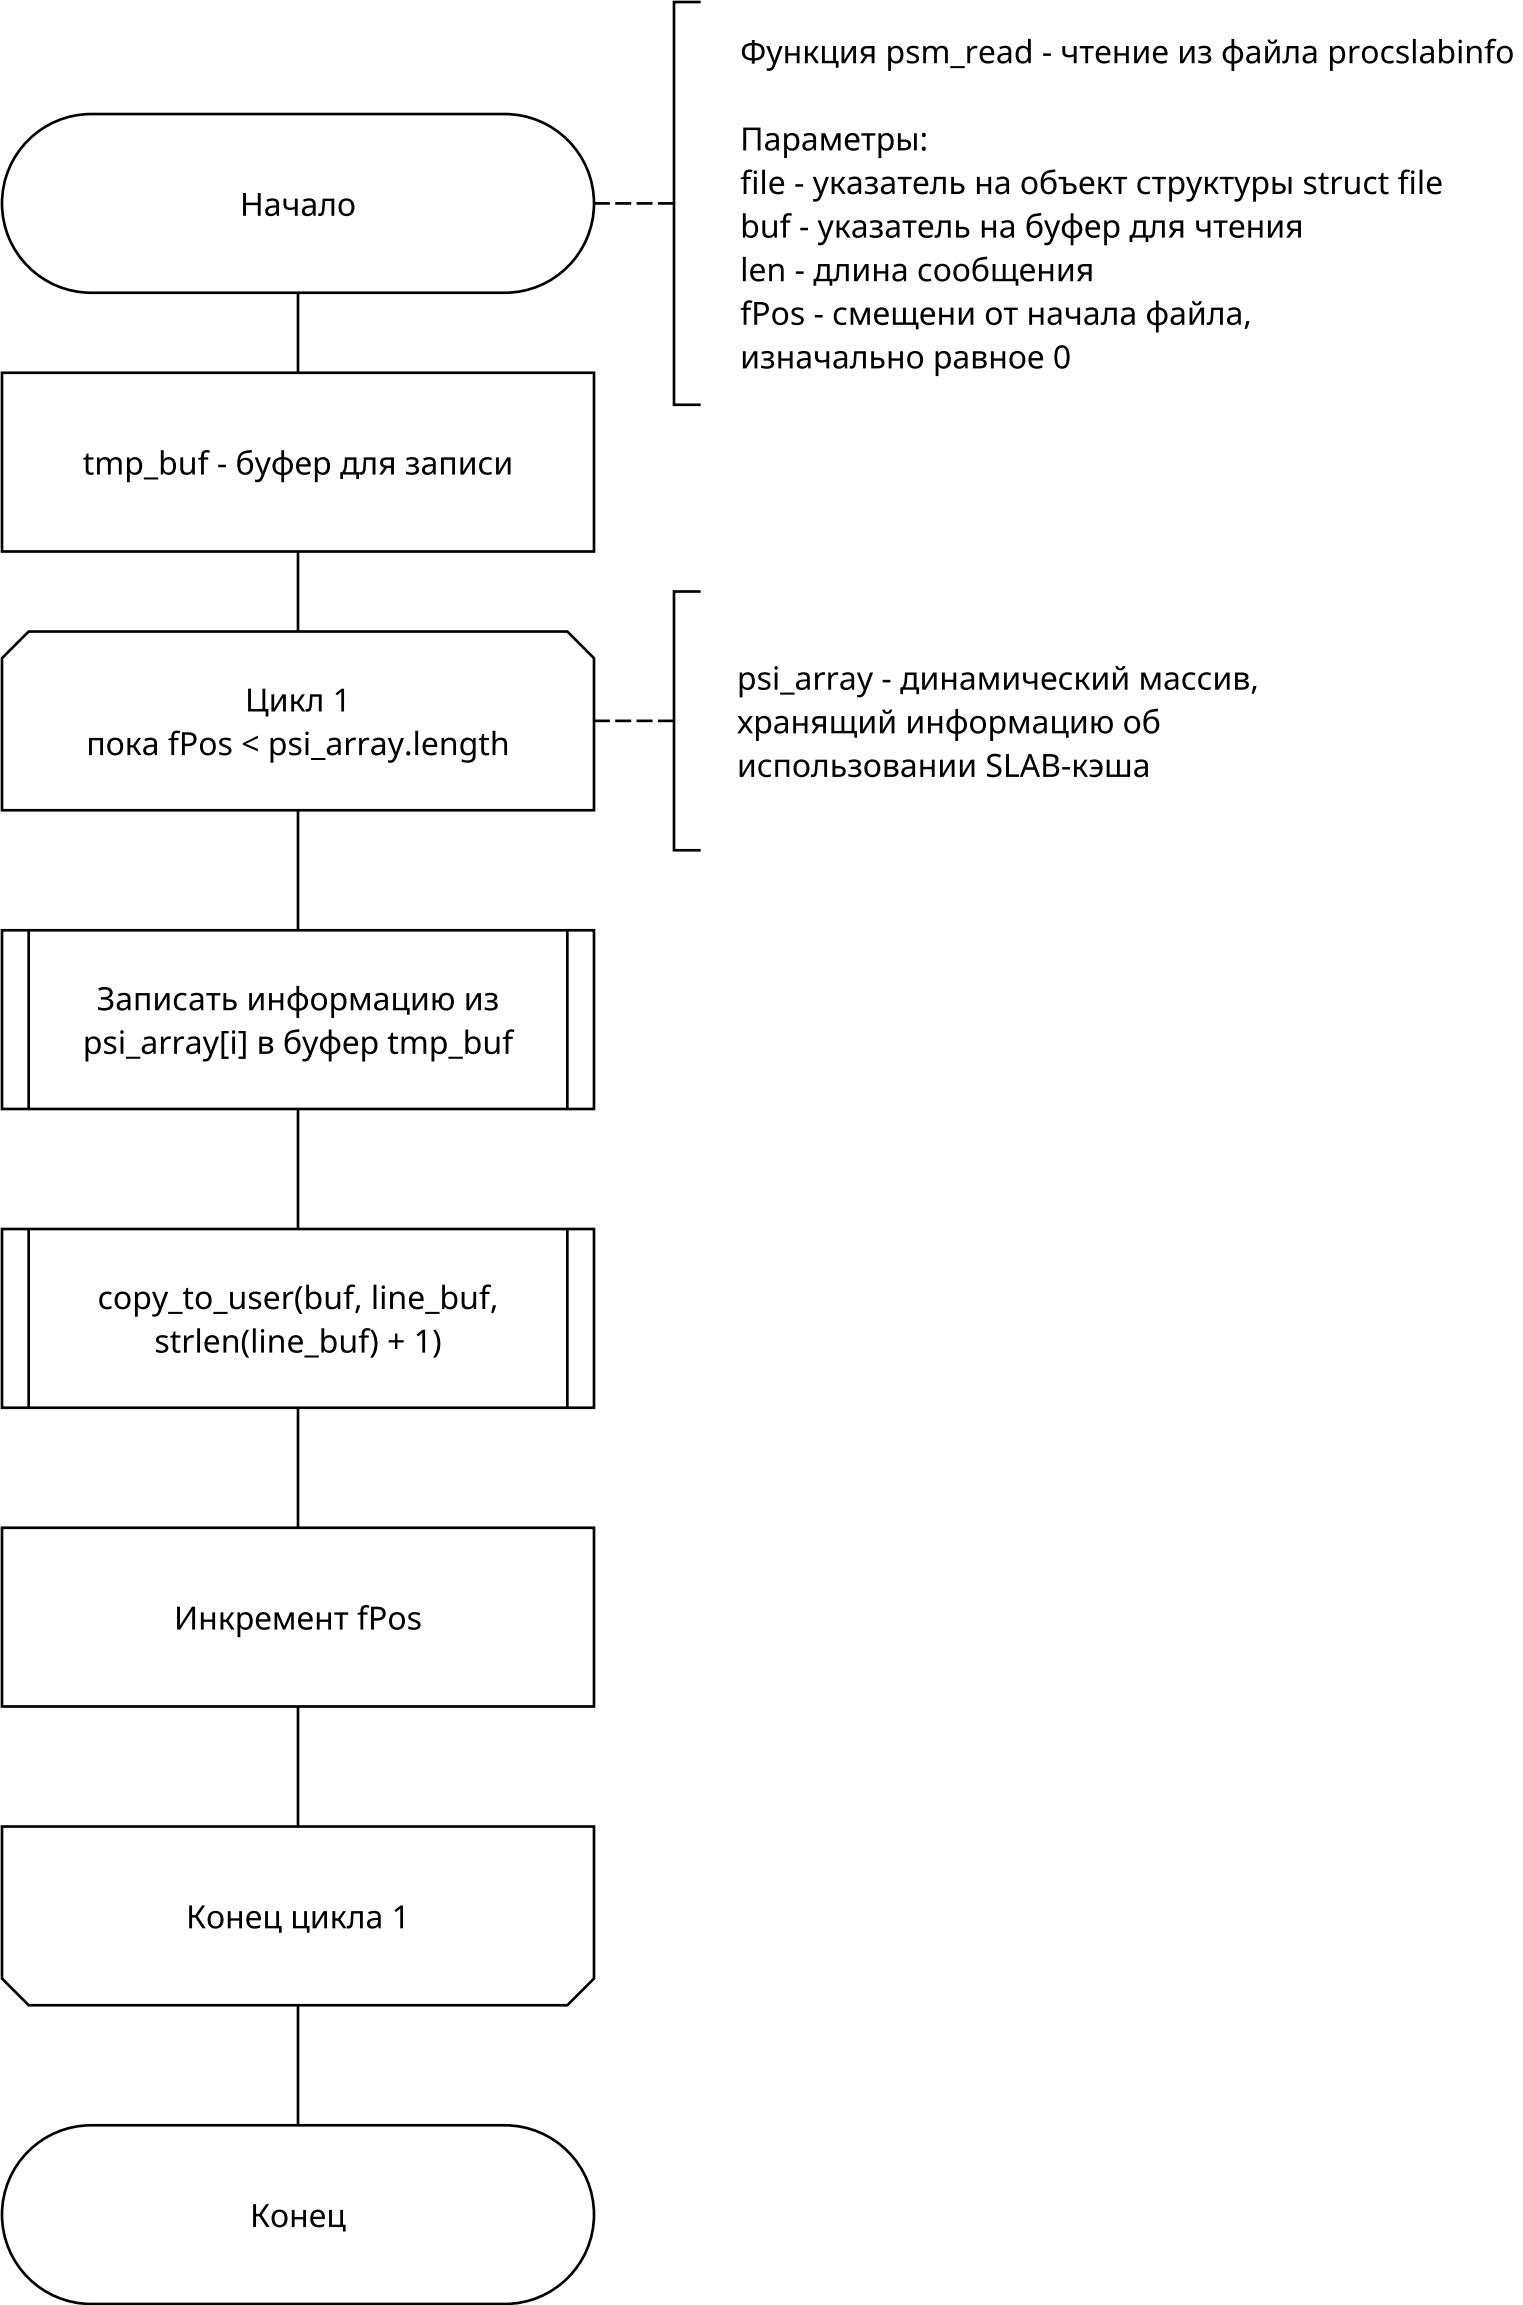 Функция psm_read - чтение из файла procslabinfo
Параметры:
file - указатель на объект структуры struct file
buf - указатель на буфер для чтения
len - длина сообщения
fPos - смещени от начала файла,
изначально равное 0
Начало
tmp_buf - буфер для записи
Цикл 1
пока fPos < psi_array.length
psi_array - динамический массив,
хранящий информацию об
использовании SLAB-кэша
Записать информацию из
psi_array[i] в буфер tmp_buf
copy_to_user(buf, line_buf,
strlen(line_buf) + 1)
Инкремент fPos
Конец цикла 1
Конец